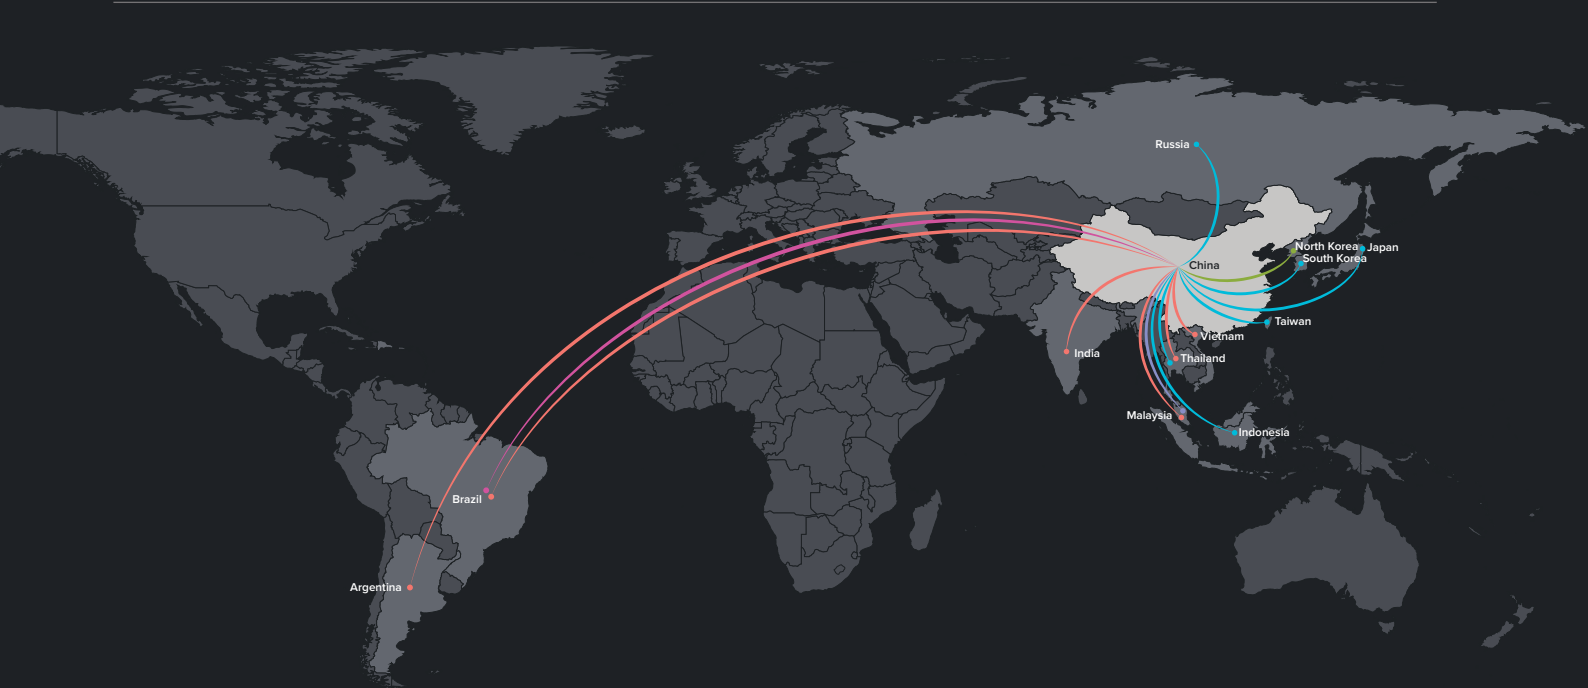 Russia
North Korea
Japan
South Korea
China
Taiwan
Vietnam
India
Thailand
Malaysia
Indonesia
Brazil
Argentina